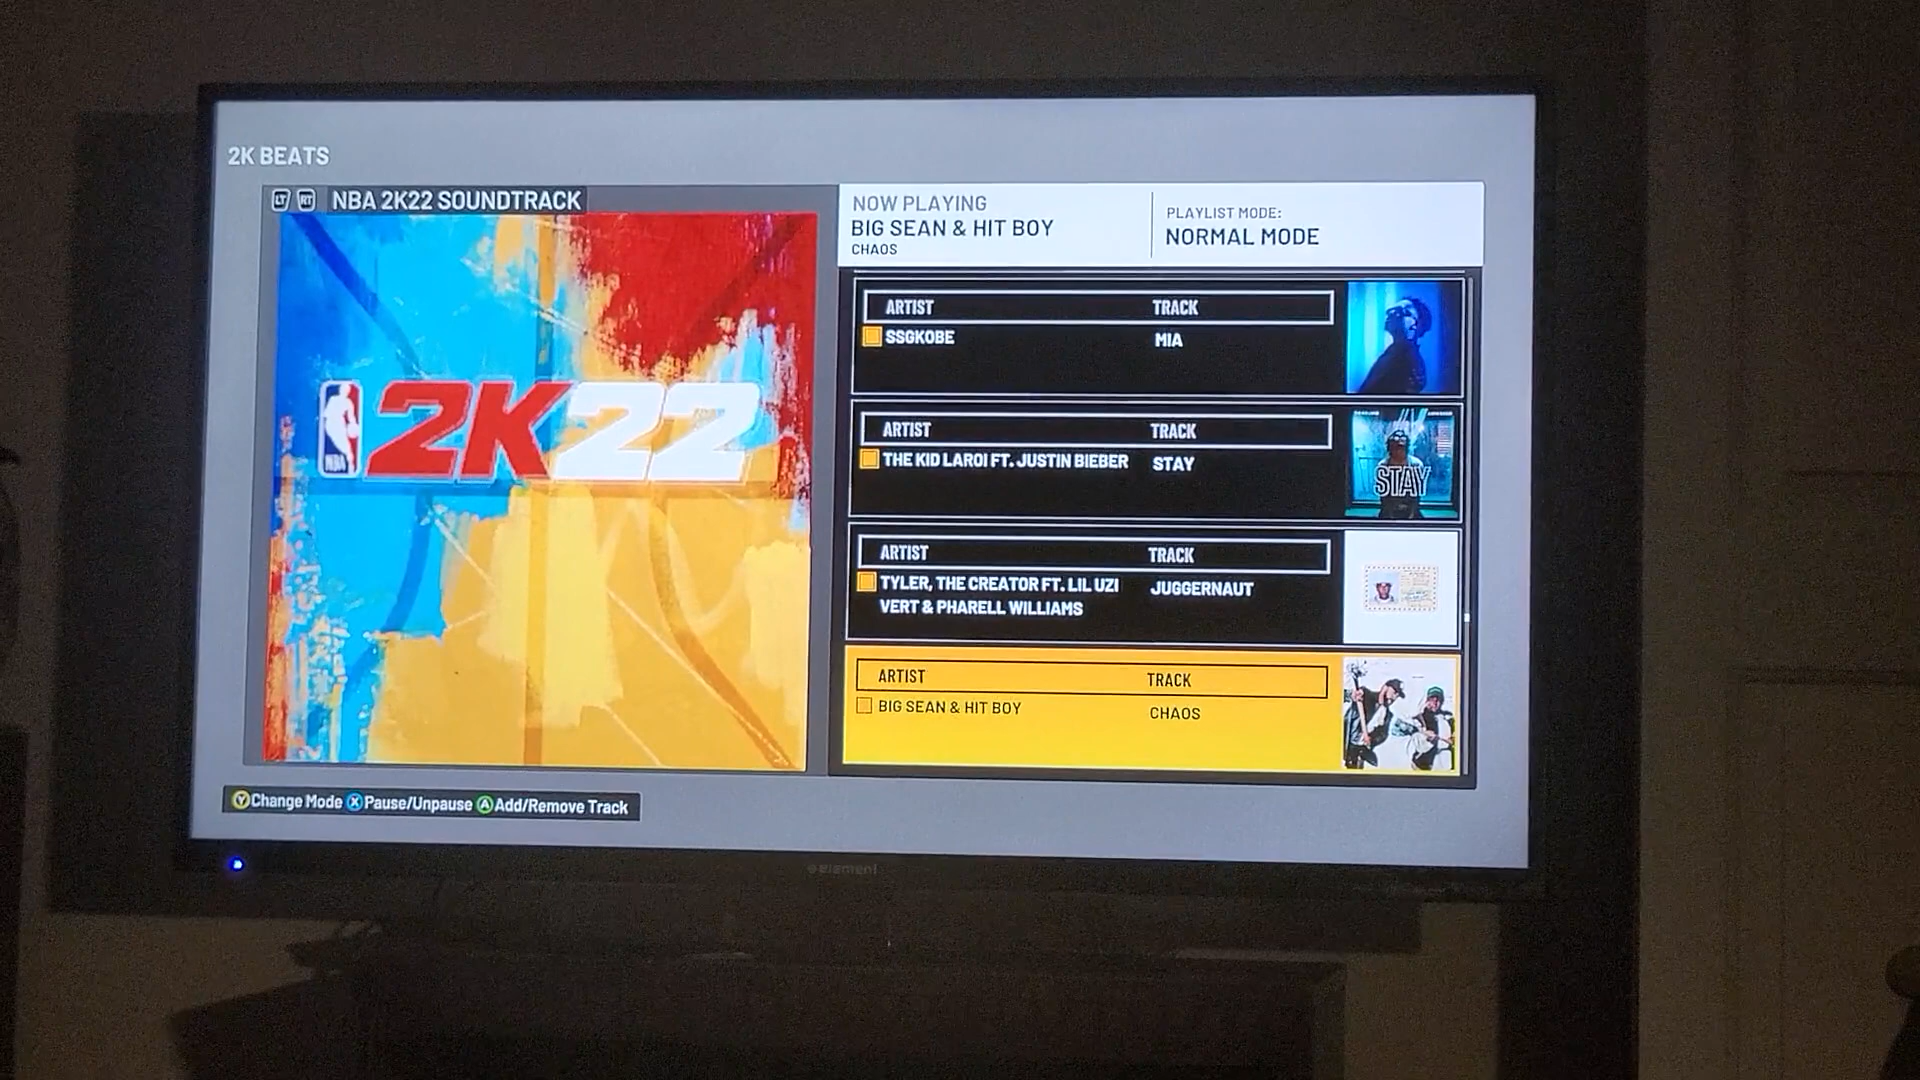 2K BEATS
LT RT NBA 2K22 SOUNDTRACK
NBA 2K22
NOW PLAYING
BIG SEAN & HIT BOY
CHAOS
PLAYLIST MODE:
NORMAL MODE
ARTIST TRACK
SSGKOBE MIA
ARTIST TRACK
THE KID LAROI FT. JUSTIN BIEBER STAY
STAY
ARTIST TRACK
TYLER, THE CREATOR FT. LIL UZI JUGGERNAUT
VERT & PHARELL WILLIAMS
ARTIST TRACK
BIG SEAN & HIT BOY CHAOS
Y Change Mode X Pause/Unpause A Add/Remove Track
element